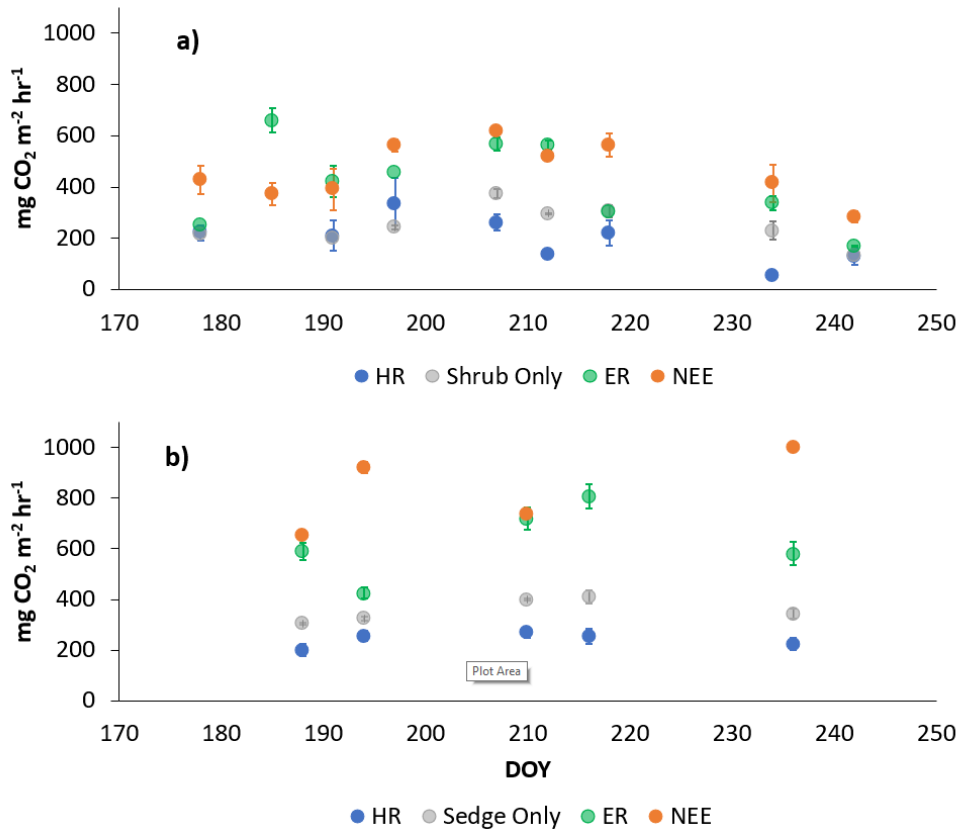 a)
mg CO2 m-2 hr-1
1000
800
600
400
200
0
170 180 190 200 210 220 230 240 250
HR Shrub Only ER NEE
b)
mg CO2 m-2 hr-1
1000
800
600
400
200
0
Plot Area
170 180 190 200 210 220 230 240 250
DOY
HR Sedge Only ER NEE